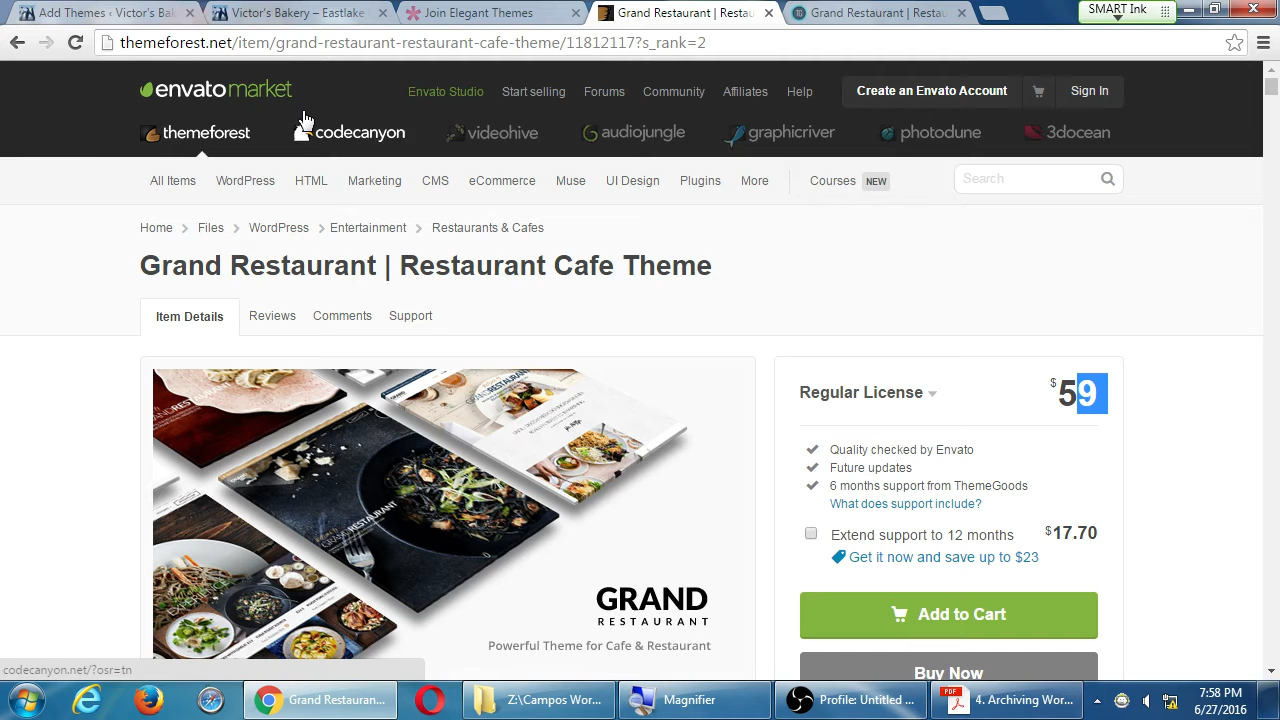 Add Themes ‹ Victor's Bak
Victor's Bakery – Eastlake
Join Elegant Themes
Grand Restaurant | Restau
Grand Restaurant | Restau
SMART Ink
themeforest.net/item/grand-restaurant-restaurant-cafe-theme/11812117?s_rank=2
envatomarket
Envato Studio
Start selling
Forums
Community
Affiliates
Help
Create an Envato Account
Sign In
themeforest
codecanyon
videohive
audiojungle
graphicriver
photodune
3docean
All Items
WordPress
HTML
Marketing
CMS
eCommerce
Muse
UI Design
Plugins
More
Courses NEW
Search
Home
Files
WordPress
Entertainment
Restaurants & Cafes
Grand Restaurant | Restaurant Cafe Theme
Item Details
Reviews
Comments
Support
GRAND
RESTAURANT
Powerful Theme for Cafe & Restaurant
Regular License
$59
Quality checked by Envato
Future updates
6 months support from ThemeGoods
What does support include?
Extend support to 12 months $17.70
Get it now and save up to $23
Add to Cart
Buy Now
codecanyon.net/?osr=tn
Grand Restauran...
Z:\Campos Wor...
Magnifier
Profile: Untitled ...
PDF
4. Archiving Wor...
7:58 PM
6/27/2016